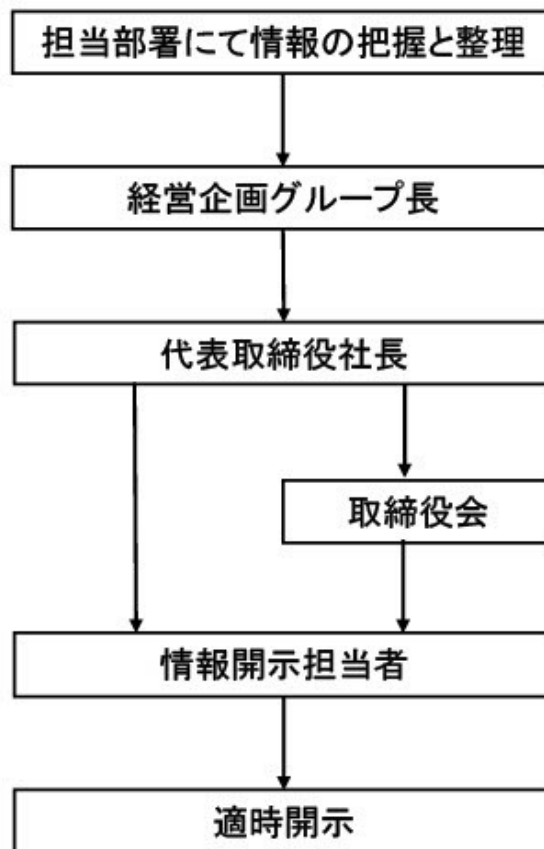 担当部署にて情報の把握と整理
経営企画グループ長
代表取締役社長
取締役会
情報開示担当者
適時開示